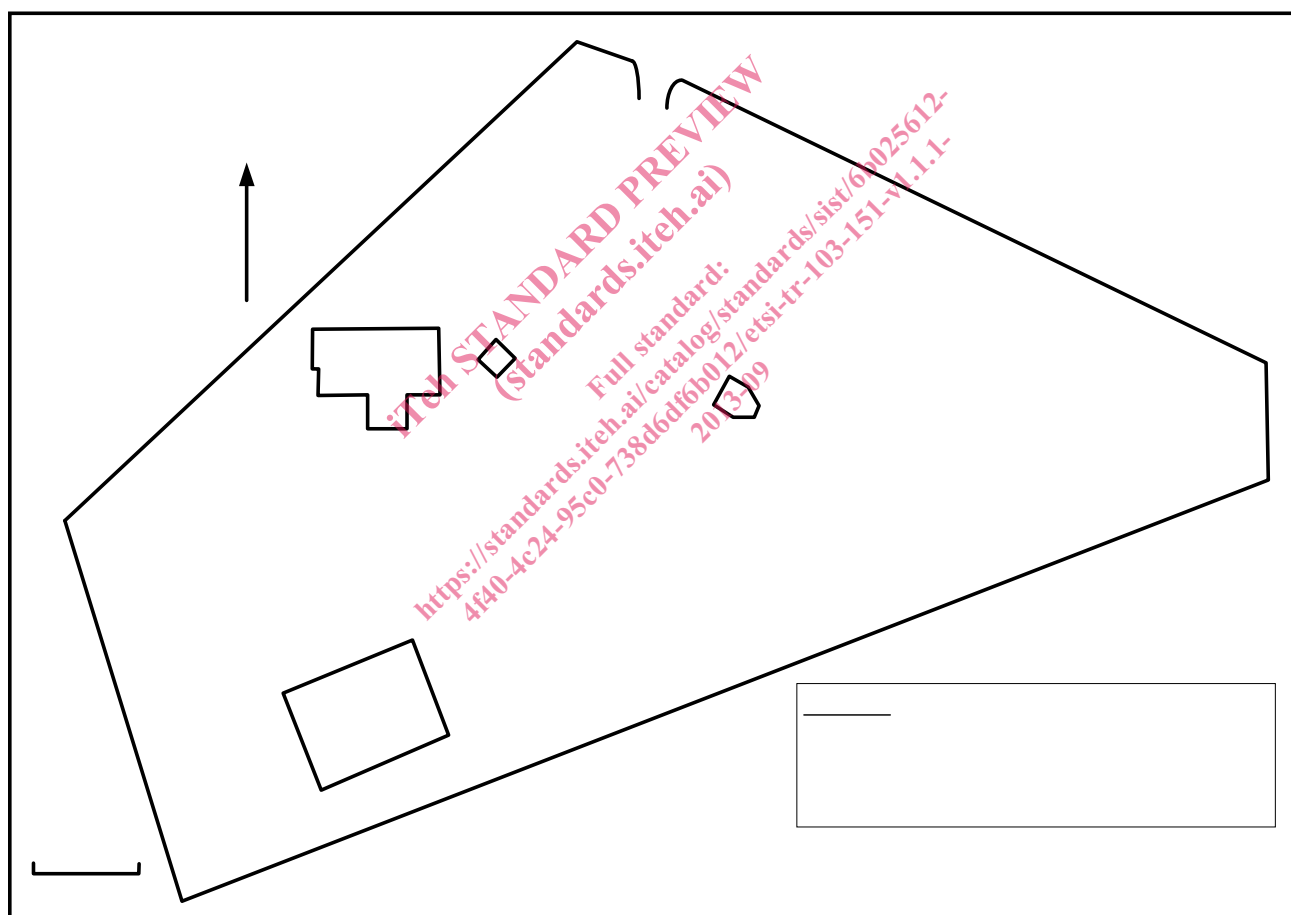 iTeh STANDARD PREVIEW
(standards.iteh.ai)
Full standard:
https://standards.iteh.ai/catalog/standards/sist/6b025612-
4f40-4c24-95c0-738d6df6b012/etsi-tr-103-151-v1.1.1-
2013-09